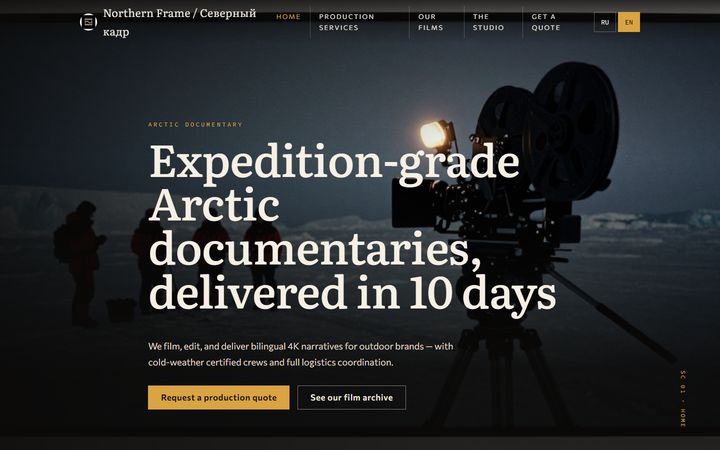 Northern Frame / Северный
кадр
HOME
PRODUCTION
SERVICES
OUR
FILMS
THE
STUDIO
GET A
QUOTE
RU
EN
ARCTIC DOCUMENTARY
Expedition-grade
Arctic
documentaries,
delivered in 10 days
We film, edit, and deliver bilingual 4K narratives for outdoor brands — with
cold-weather certified crews and full logistics coordination.
Request a production quote
See our film archive
SC 01 · HOME